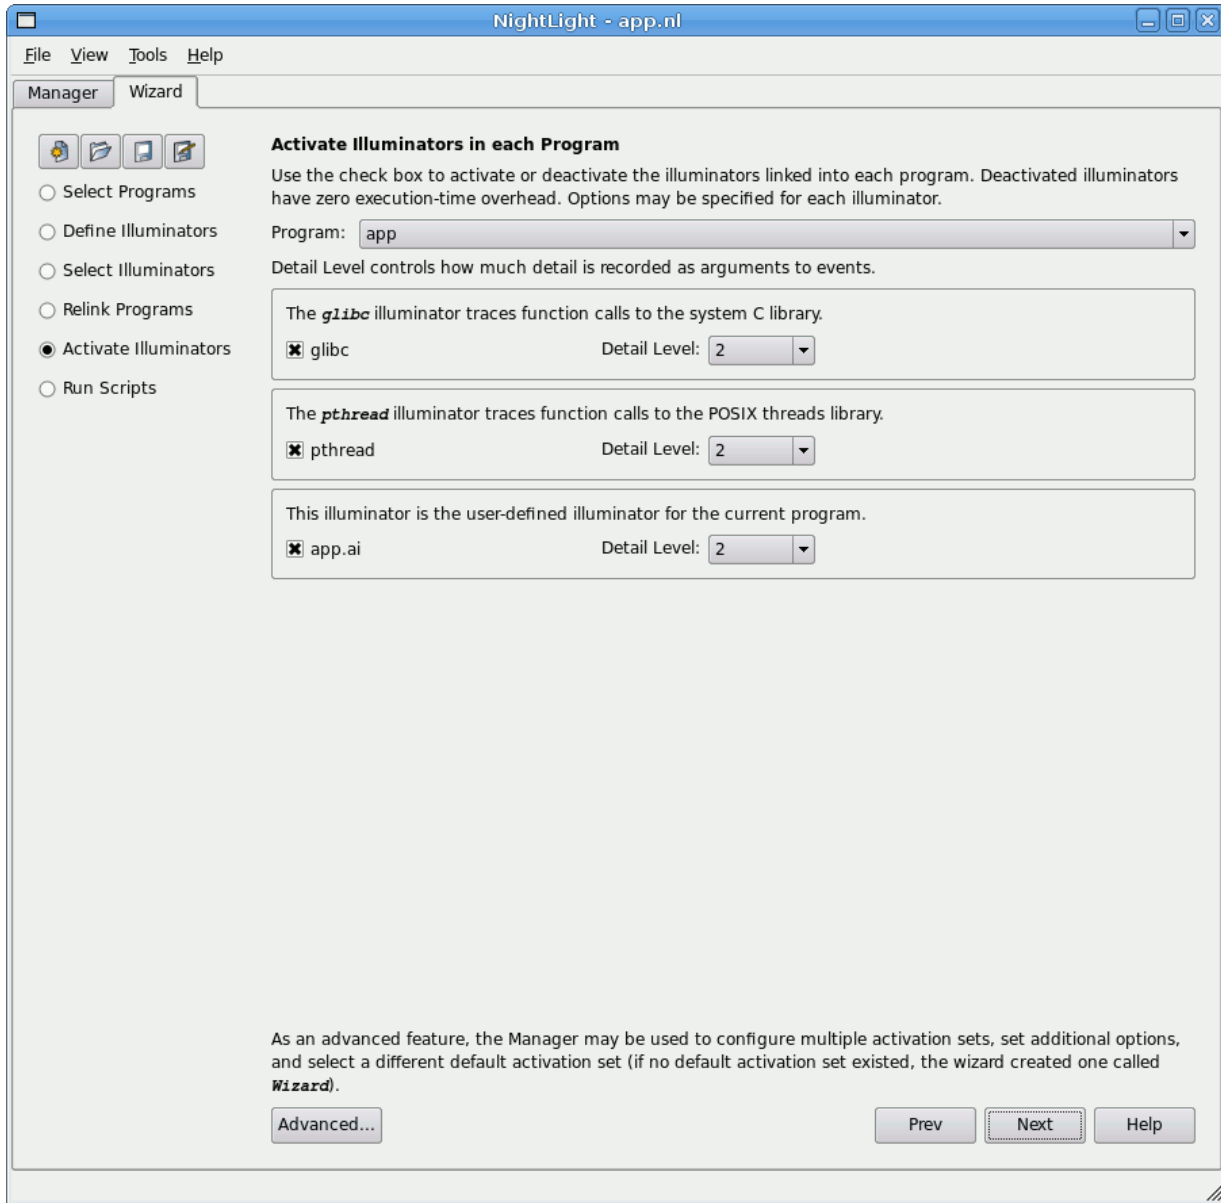 NightLight - app.nl
File View Tools Help
Manager Wizard
Select Programs
Define Illuminators
Select Illuminators
Relink Programs
Activate Illuminators
Run Scripts
Activate Illuminators in each Program
Use the check box to activate or deactivate the illuminators linked into each program. Deactivated illuminators
have zero execution-time overhead. Options may be specified for each illuminator.
Program: app
Detail Level controls how much detail is recorded as arguments to events.
The glibc illuminator traces function calls to the system C library.
glibc Detail Level: 2
The pthread illuminator traces function calls to the POSIX threads library.
pthread Detail Level: 2
This illuminator is the user-defined illuminator for the current program.
app.ai Detail Level: 2
As an advanced feature, the Manager may be used to configure multiple activation sets, set additional options,
and select a different default activation set (if no default activation set existed, the wizard created one called
Wizard).
Advanced... Prev Next Help